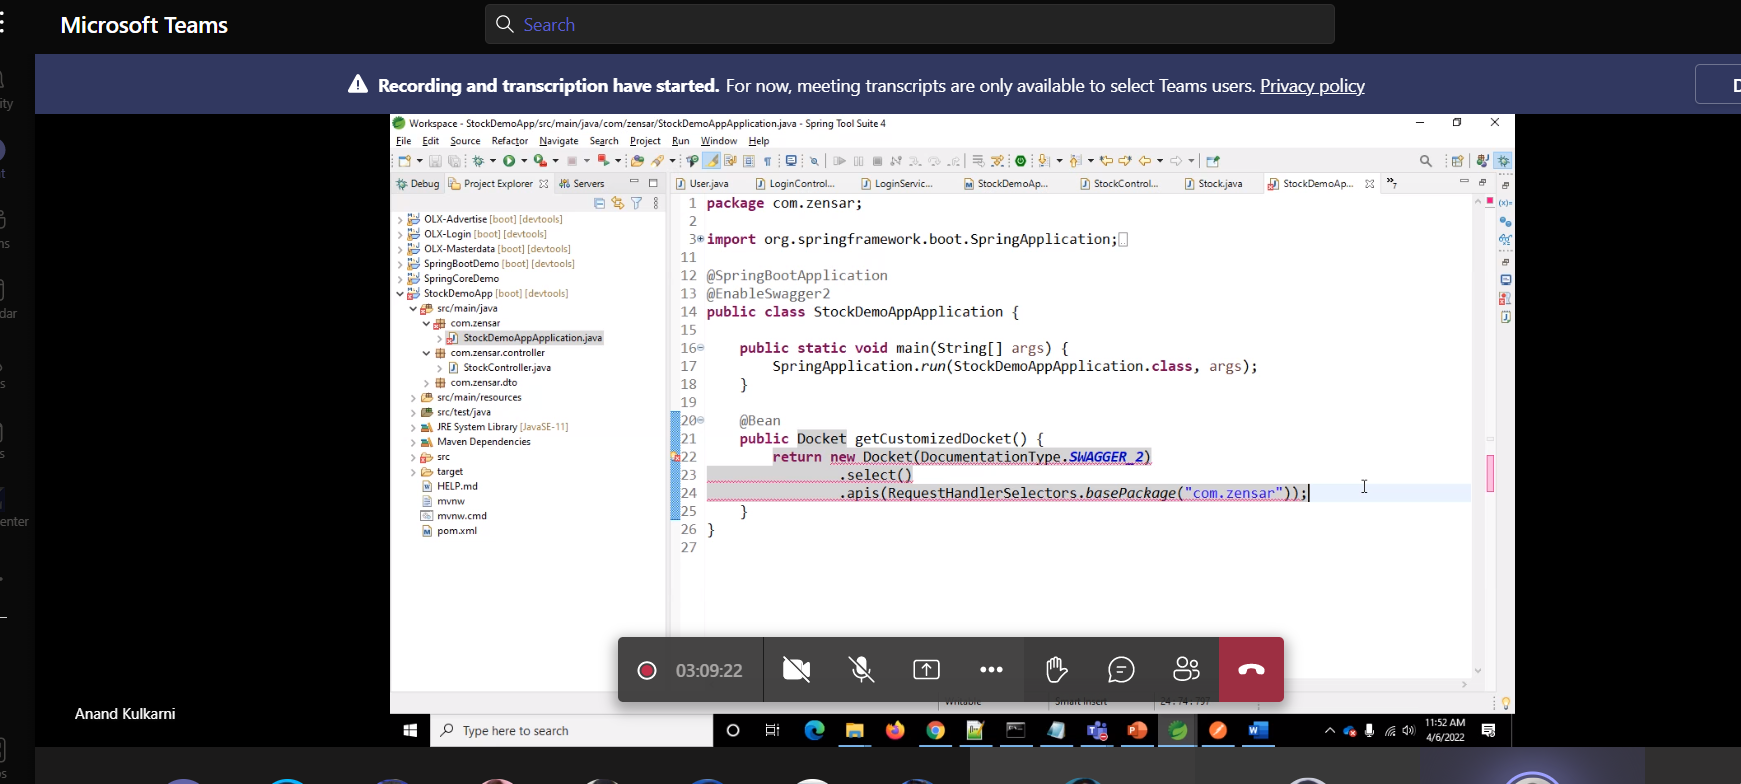 Microsoft Teams
Search
Recording and transcription have started. For now, meeting transcripts are only available to select Teams users. Privacy policy
Workspace - StockDemoApp/src/main/java/com/zensar/StockDemoAppApplication.java - Spring Tool Suite 4
File Edit Source Refactor Navigate Search Project Run Window Help
Debug Project Explorer Servers
User.java LoginControl... LoginServic... StockDemoAp... StockControl... Stock.java StockDemoAp... »7
OLX-Advertise [boot] [devtools]
OLX-Login [boot] [devtools]
OLX-Masterdata [boot] [devtools]
SpringBootDemo [boot] [devtools]
SpringCoreDemo
StockDemoApp [boot] [devtools]
src/main/java
com.zensar
StockDemoAppApplication.java
com.zensar.controller
StockController.java
com.zensar.dto
src/main/resources
src/test/java
JRE System Library [JavaSE-11]
Maven Dependencies
src
target
HELP.md
mvnw
mvnw.cmd
pom.xml
1 package com.zensar;
2
3 import org.springframework.boot.SpringApplication;
11
12 @SpringBootApplication
13 @EnableSwagger2
14 public class StockDemoAppApplication {
15
16 public static void main(String[] args) {
17 SpringApplication.run(StockDemoAppApplication.class, args);
18 }
19
20 @Bean
21 public Docket getCustomizedDocket() {
22 return new Docket(DocumentationType.SWAGGER_2)
23 .select()
24 .apis(RequestHandlerSelectors.basePackage("com.zensar"));
25 }
26 }
27
03:09:22
Writable Smart Insert 24 : 74 : 797
Anand Kulkarni
Type here to search
11:52 AM
4/6/2022